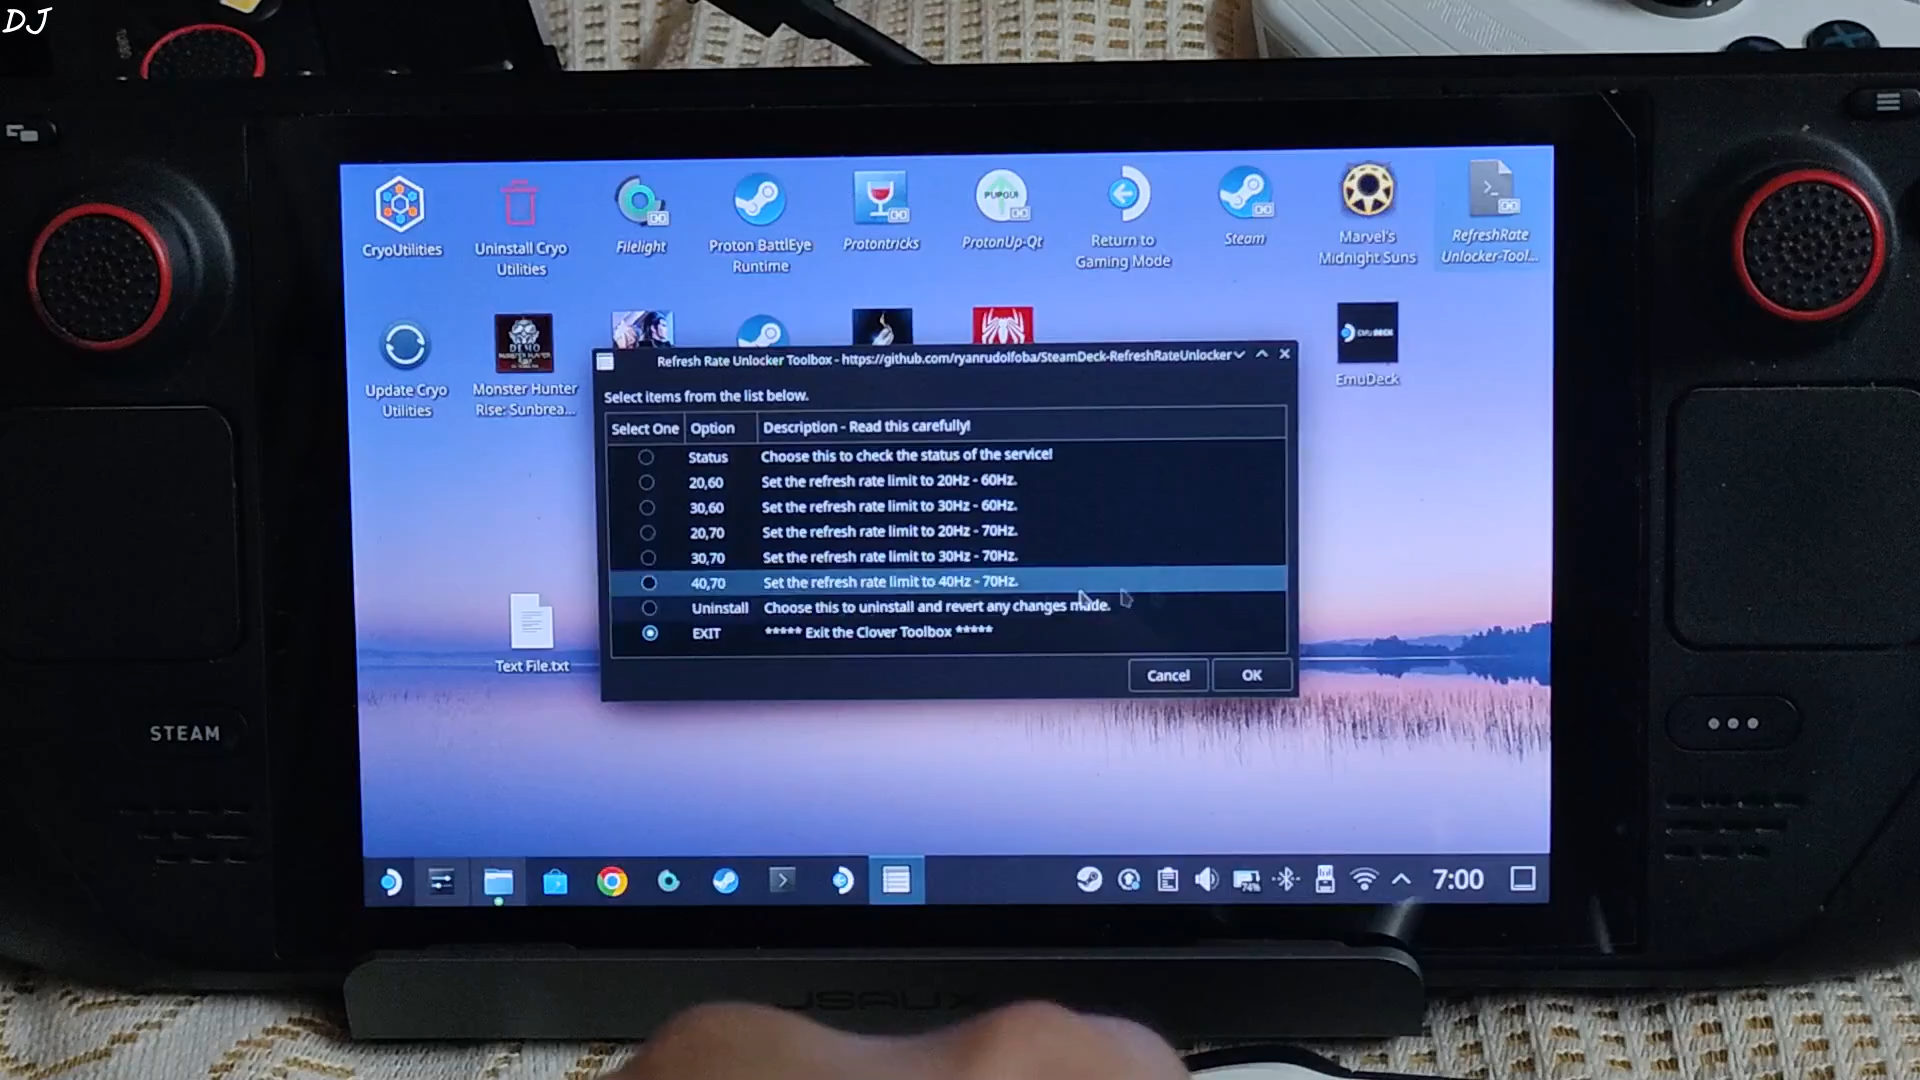 DJ
CryoUtilities
Uninstall Cryo
Utilities
Filelight
Proton BattlEye
Runtime
Protontricks
PUPGUI
ProtonUp-Qt
Return to
Gaming Mode
Steam
Marvel's
Midnight Suns
RefreshRate
Unlocker-Tool...
Update Cryo
Utilities
DEMO
Monster Hunter
Rise: Sunbrea...
EMUDECK
EmuDeck
Refresh Rate Unlocker Toolbox - https://github.com/ryanrudolfoba/SteamDeck-RefreshRateUnlocker
Select items from the list below.
Select One Option Description - Read this carefully!
Status Choose this to check the status of the service!
20,60 Set the refresh rate limit to 20Hz - 60Hz.
30,60 Set the refresh rate limit to 30Hz - 60Hz.
20,70 Set the refresh rate limit to 20Hz - 70Hz.
30,70 Set the refresh rate limit to 30Hz - 70Hz.
40,70 Set the refresh rate limit to 40Hz - 70Hz.
Uninstall Choose this to uninstall and revert any changes made.
EXIT ***** Exit the Clover Toolbox *****
Cancel OK
Text File.txt
STEAM
74%
7:00
JSAUX